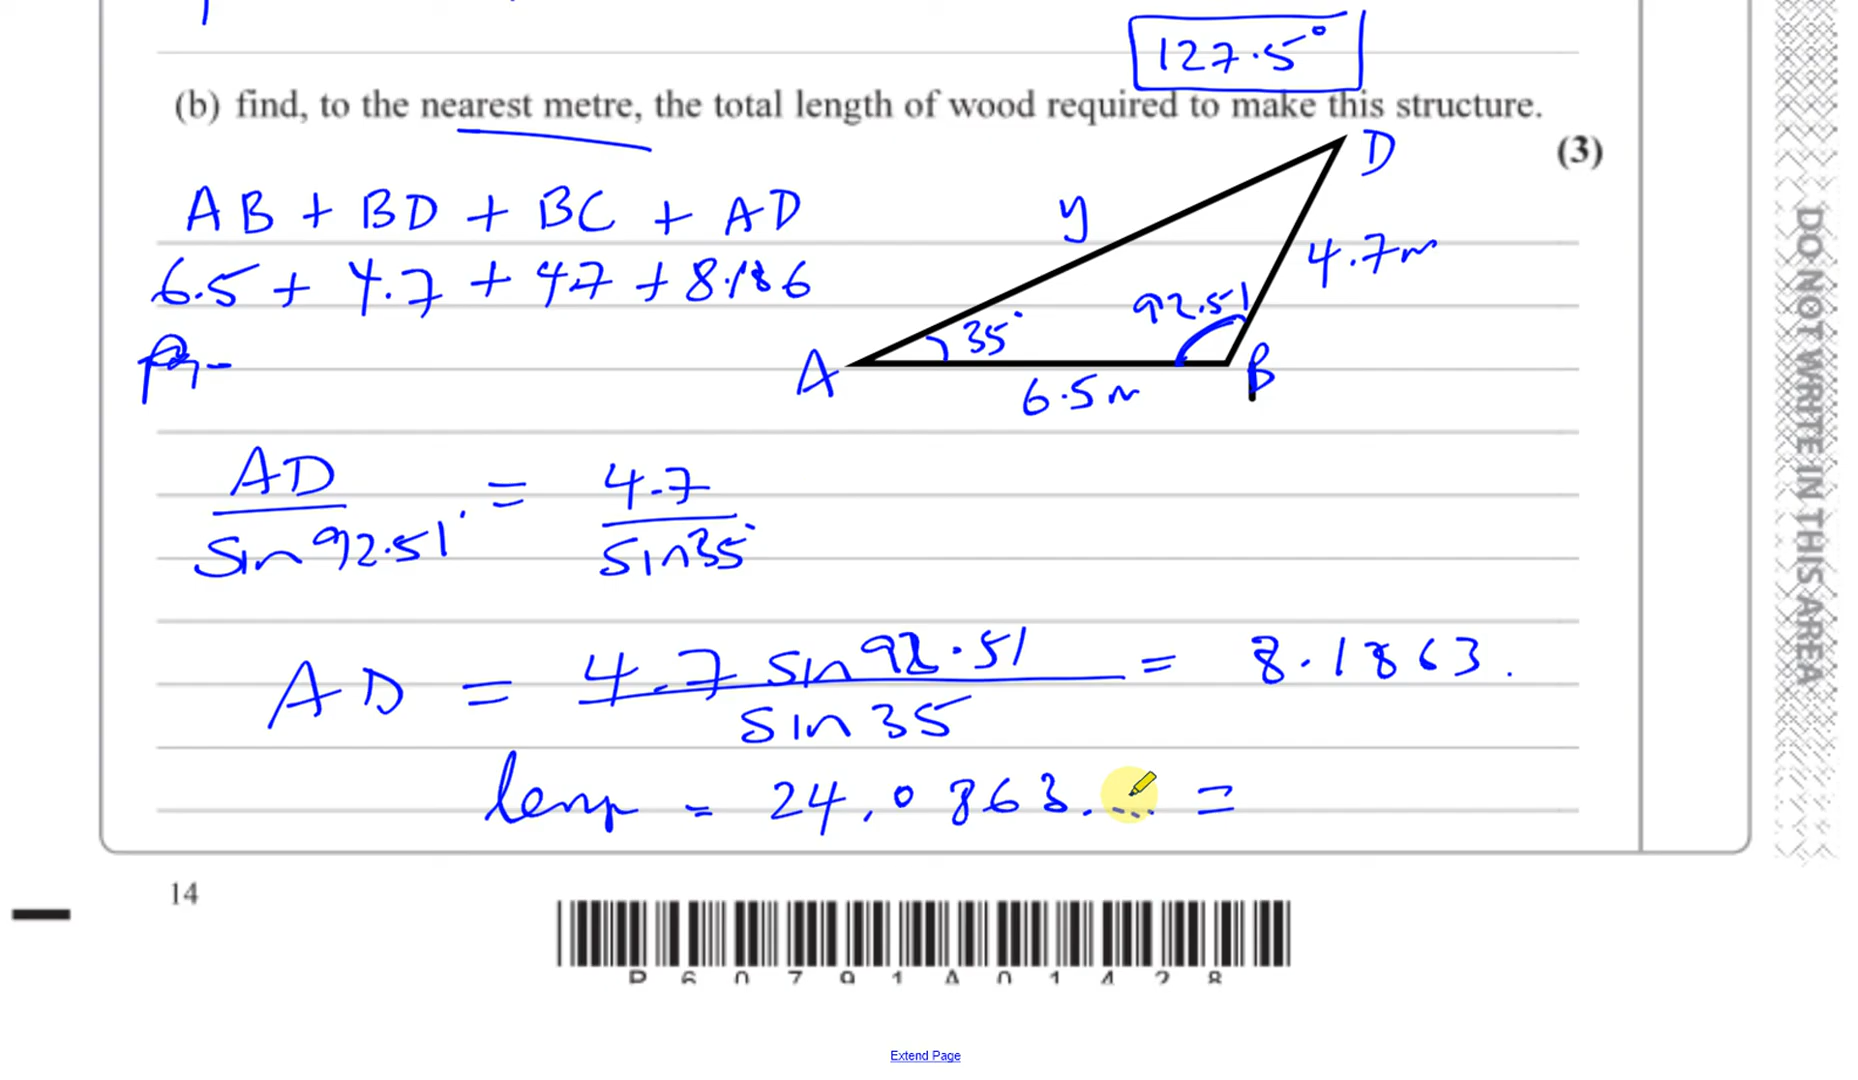 127.5°
(b) find, to the nearest metre, the total length of wood required to make this structure.
(3)
D
AB + BD + BC + AD
y
4.7m
6.5 + 4.7 + 4.7 + 8.186
92.51
35°
A
B
6.5m
AD = 4.7
sin 92.51° sin 35°
AD = 4.7 sin 92.51 = 8.1863.
sin 35
= 24.0863.... =
14
P60791A01428
DO NOT WRITE IN THIS AREA
Extend Page